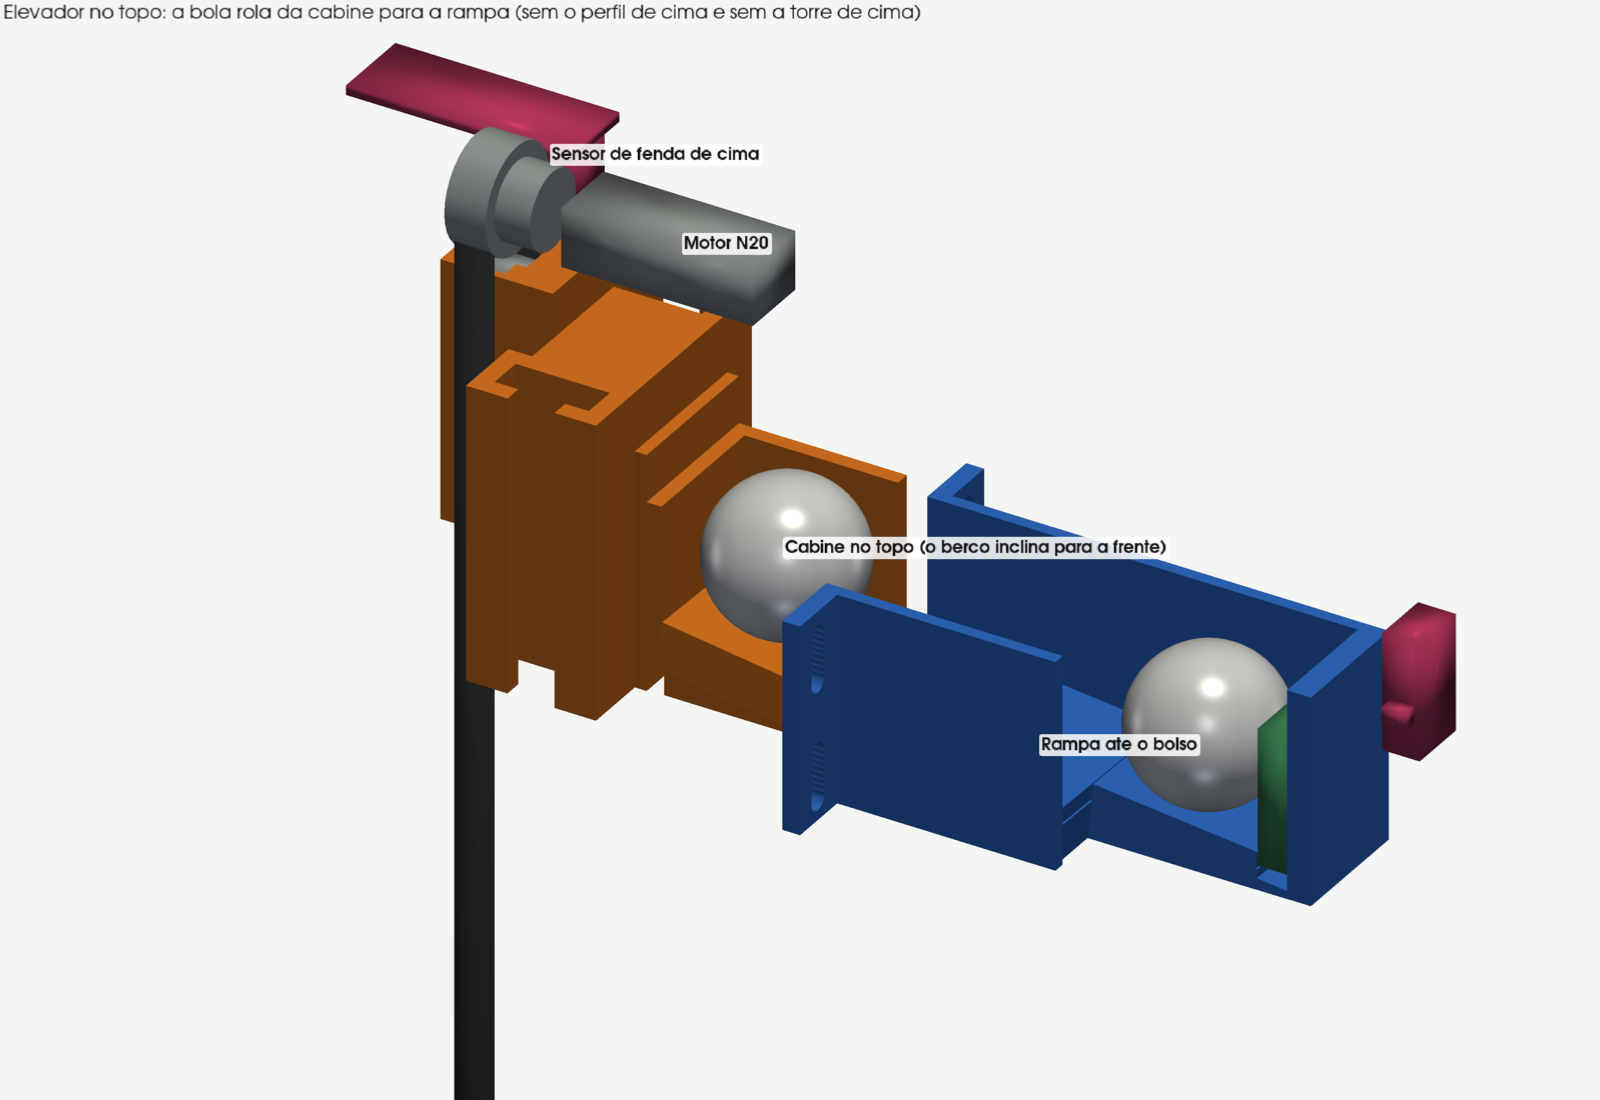 Elevador no topo: a bola rola da cabine para a rampa (sem o perfil de cima e sem a torre de cima)
Sensor de fenda de cima
Motor N20
Cabine no topo (o berco inclina para a frente)
Rampa ate o bolso